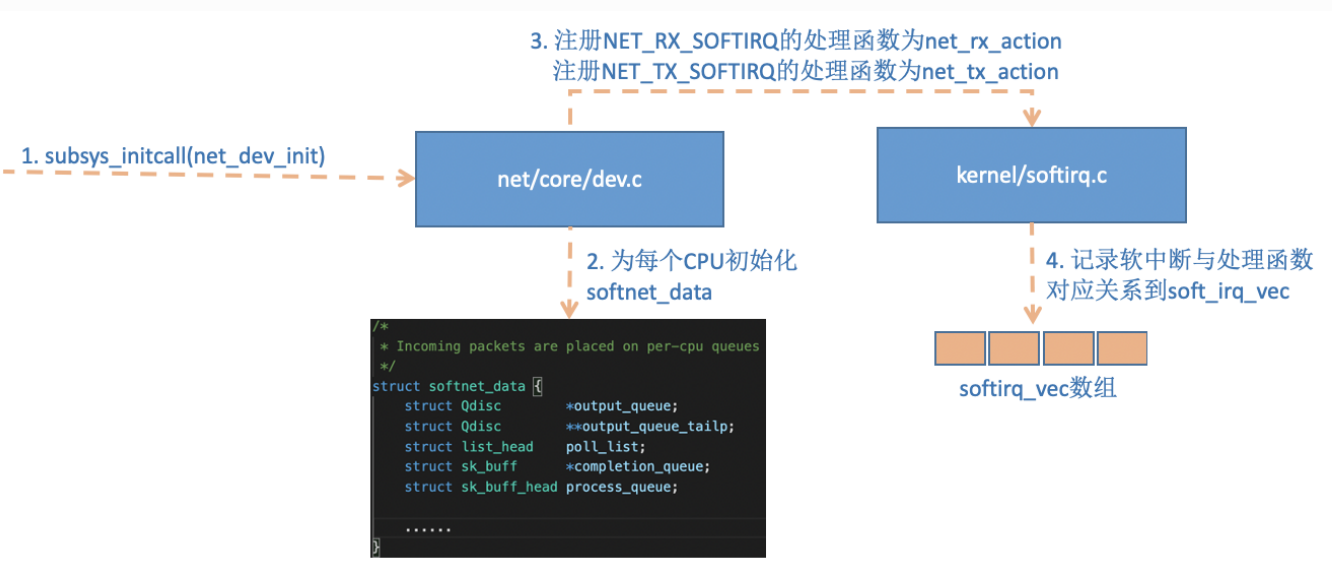 3. 注册NET_RX_SOFTIRQ的处理函数为net_rx_action
注册NET_TX_SOFTIRQ的处理函数为net_tx_action
1. subsys_initcall(net_dev_init)
net/core/dev.c
kernel/softirq.c
2. 为每个CPU初始化
softnet_data
4. 记录软中断与处理函数
对应关系到soft_irq_vec
/*
* Incoming packets are placed on per-cpu queues
*/
struct softnet_data {
struct Qdisc *output_queue;
struct Qdisc **output_queue_tailp;
struct list_head poll_list;
struct sk_buff *completion_queue;
struct sk_buff_head process_queue;
......
}
softirq_vec数组